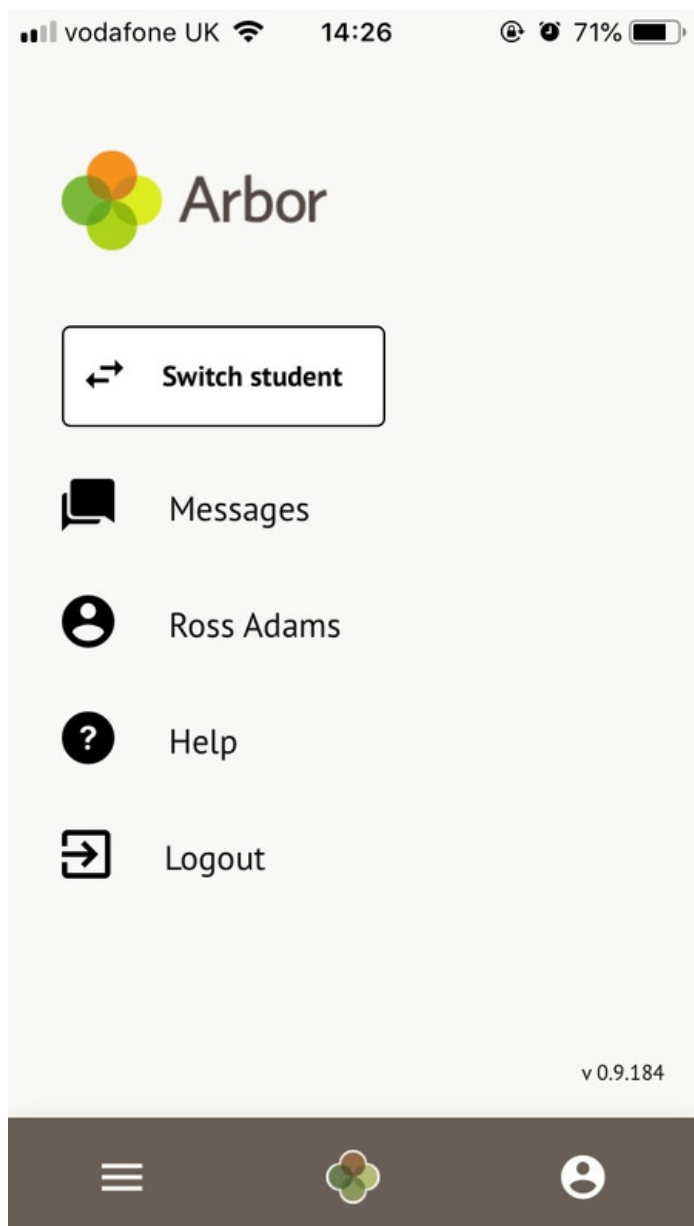 vodafone UK 14:26 71%
Arbor
Switch student
Messages
Ross Adams
? Help
Logout
v 0.9.184